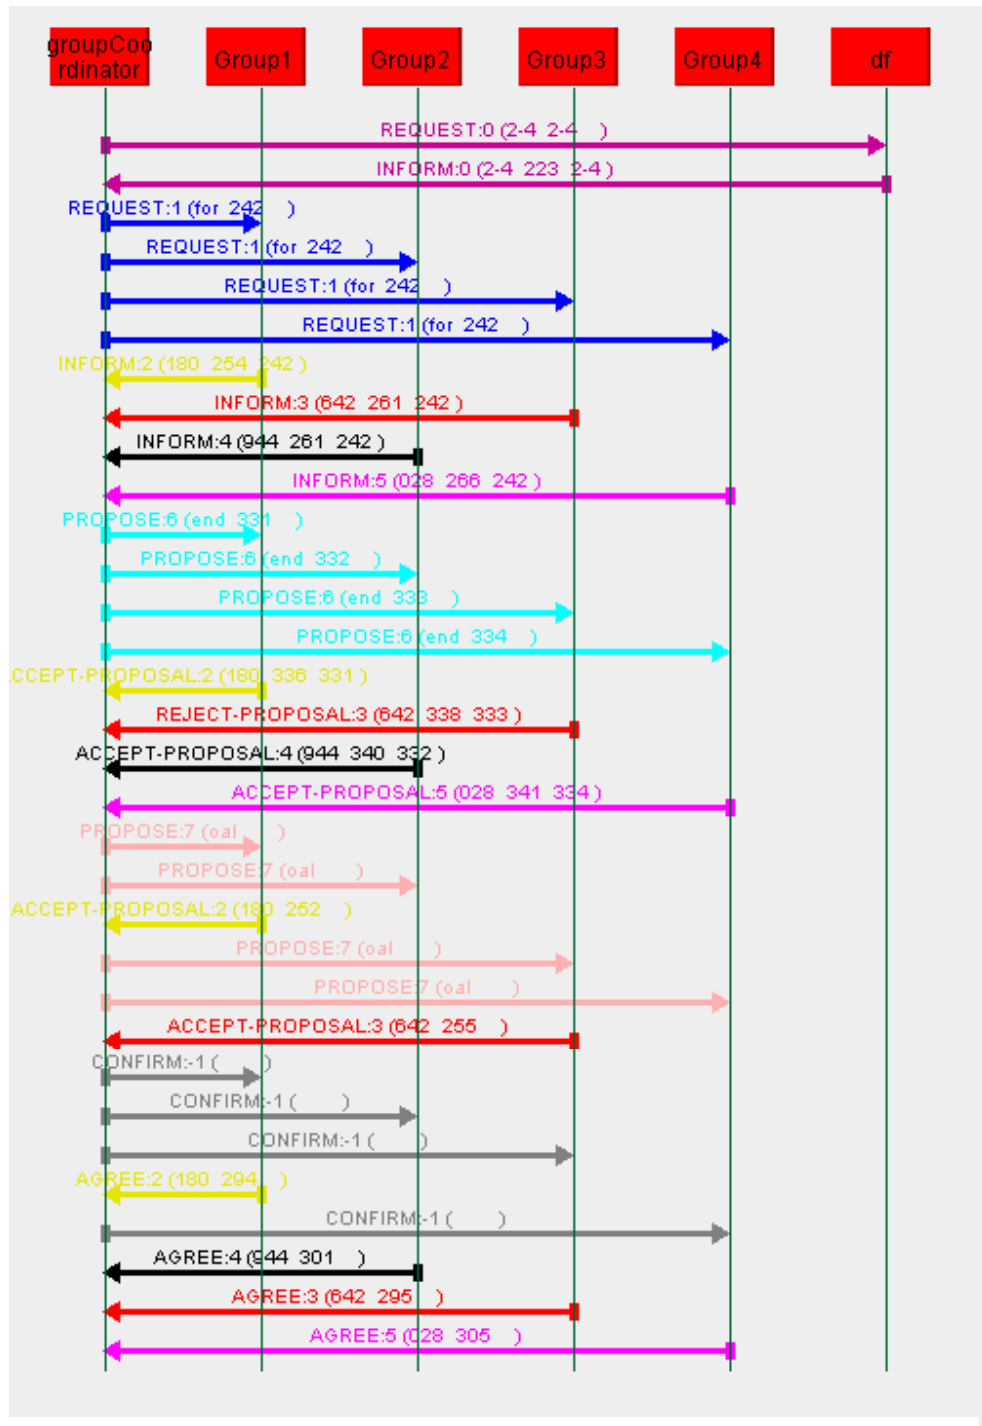 groupCoo
rdinator
Group1
Group2
Group3
Group4
df
REQUEST:0 (2-4 2-4 )
INFORM:0 (2-4 223 2-4 )
REQUEST:1 (for 242 )
REQUEST:1 (for 242 )
REQUEST:1 (for 242 )
REQUEST:1 (for 242 )
INFORM:2 (180 254 242 )
INFORM:3 (642 261 242 )
INFORM:4 (944 261 242 )
INFORM:5 (028 266 242 )
PROPOSE:6 (end 331 )
PROPOSE:6 (end 332 )
PROPOSE:6 (end 333 )
PROPOSE:6 (end 334 )
CCEPT-PROPOSAL:2 (180 336 331 )
REJECT-PROPOSAL:3 (642 338 333 )
ACCEPT-PROPOSAL:4 (944 340 332 )
ACCEPT-PROPOSAL:5 (028 341 334 )
PROPOSE:7 (oal )
PROPOSE:7 (oal )
ACCEPT-PROPOSAL:2 (180 252 )
PROPOSE:7 (oal )
PROPOSE:7 (oal )
ACCEPT-PROPOSAL:3 (642 255 )
CONFIRM:-1 ( )
CONFIRM:-1 ( )
CONFIRM:-1 ( )
AGREE:2 (180 294 )
CONFIRM:-1 ( )
AGREE:4 (944 301 )
AGREE:3 (642 295 )
AGREE:5 (028 305 )